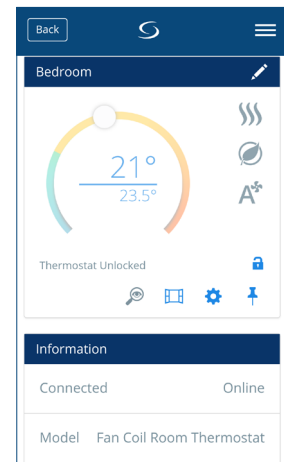 Back
Bedroom
21°
23.5°
A
Thermostat Unlocked
Information
Connected Online
Model Fan Coil Room Thermostat